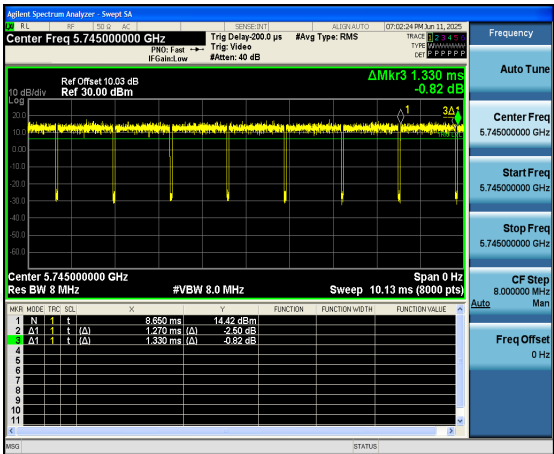 Agilent Spectrum Analyzer - Swept SA
RL RF 50 Ω AC SENSE:INT ALIGN AUTO 07:02:24 PM Jun 11, 2025
Center Freq 5.745000000 GHz
PNO: Fast
IFGain:Low
Trig Delay-200.0 µs
Trig: Video
#Atten: 40 dB
#Avg Type: RMS
TRACE 1 2 3 4 5 6
TYPE
DET P P P P P P
Frequency
Auto Tune
Center Freq
5.745000000 GHz
Start Freq
5.745000000 GHz
Stop Freq
5.745000000 GHz
CF Step
8.000000 MHz
Auto Man
Freq Offset
0 Hz
ΔMkr3 1.330 ms
-0.82 dB
Ref Offset 10.03 dB
10 dB/div Ref 30.00 dBm
Log
20.0
10.0
0.00
-10.0
-20.0
-30.0
-40.0
-50.0
-60.0
1
3Δ1
Center 5.745000000 GHz Span 0 Hz
Res BW 8 MHz #VBW 8.0 MHz Sweep 10.13 ms (8000 pts)
MKR MODE TRC SCL X Y FUNCTION FUNCTION WIDTH FUNCTION VALUE
1 N 1 t 8.650 ms 14.42 dBm
2 Δ1 1 t (Δ) 1.270 ms (Δ) -2.50 dB
3 Δ1 1 t (Δ) 1.330 ms (Δ) -0.82 dB
4
5
6
7
8
9
10
11
MSG STATUS